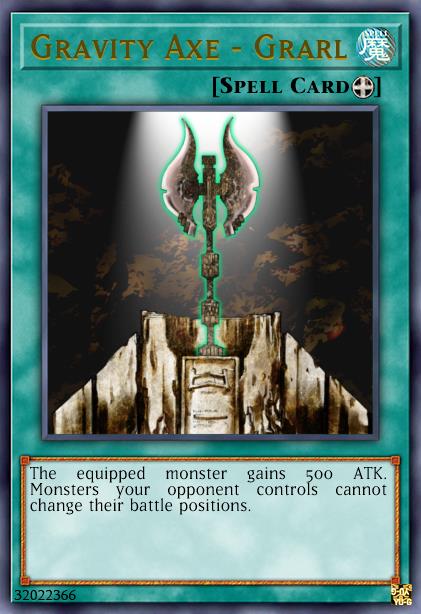 Gravity Axe - Grarl
魔
[Spell Card]
The equipped monster gains 500 ATK.
Monsters your opponent controls cannot
change their battle positions.
32022366